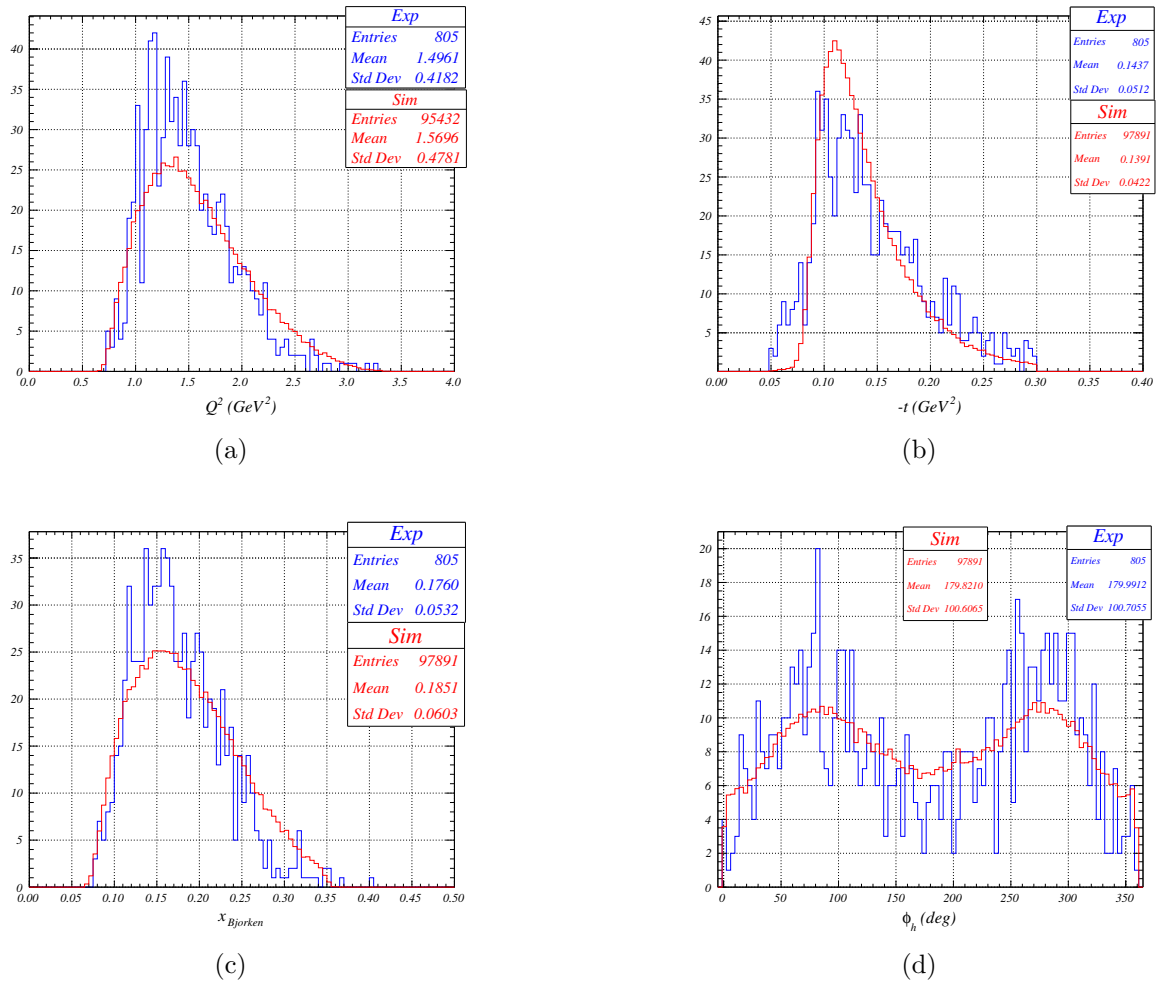 Exp
Entries 805
Mean 1.4961
Std Dev 0.4182
Sim
Entries 95432
Mean 1.5696
Std Dev 0.4781
40
35
30
25
20
15
10
5
0
0.0 0.5 1.0 1.5 2.0 2.5 3.0 3.5 4.0
Q² (GeV²)
(a)
Exp
Entries 805
Mean 0.1437
Std Dev 0.0512
Sim
Entries 97891
Mean 0.1391
Std Dev 0.0422
45
40
35
30
25
20
15
10
5
0.00 0.05 0.10 0.15 0.20 0.25 0.30 0.40
-t (GeV²)
(b)
Exp
Entries 805
Mean 0.1760
Std Dev 0.0532
Sim
Entries 97891
Mean 0.1851
Std Dev 0.0603
35
30
25
20
15
10
5
0
0.00 0.05 0.10 0.15 0.20 0.25 0.30 0.35 0.40 0.45 0.50
x Bjorken
(c)
Sim
Entries 97891
Mean 179.8210
Std Dev 100.6065
Exp
Entries 805
Mean 179.9912
Std Dev 100.7055
20
18
16
14
12
10
8
6
4
2
0
0 50 100 150 200 250 300 350
ϕh (deg)
(d)